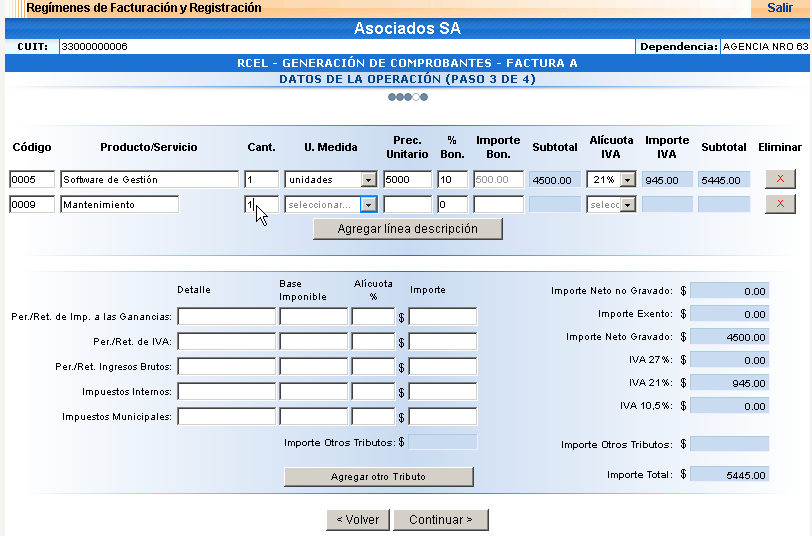 Regímenes de Facturación y Registración Salir
Asociados SA
CUIT: 33000000006 Dependencia: AGENCIA NRO 63
RCEL - GENERACIÓN DE COMPROBANTES - FACTURA A
DATOS DE LA OPERACIÓN (PASO 3 DE 4)
Código Producto/Servicio Cant. U. Medida Prec. Unitario % Bon. Importe Bon. Subtotal Alícuota IVA Importe IVA Subtotal Eliminar
0005 Software de Gestión 1 unidades 5000 10 500.00 4500.00 21% 945.00 5445.00 X
0009 Mantenimiento 1 seleccionar... 0 selecc X
Agregar línea descripción
Detalle Base Imponible Alícuota % Importe
Per./Ret. de Imp. a las Ganancias: $
Per./Ret. de IVA: $
Per./Ret. Ingresos Brutos: $
Impuestos Internos: $
Impuestos Municipales: $
Importe Otros Tributos: $
Agregar otro Tributo
Importe Neto no Gravado: $ 0.00
Importe Exento: $ 0.00
Importe Neto Gravado: $ 4500.00
IVA 27%: $ 0.00
IVA 21%: $ 945.00
IVA 10,5%: $ 0.00
Importe Otros Tributos: $
Importe Total: $ 5445.00
< Volver Continuar >